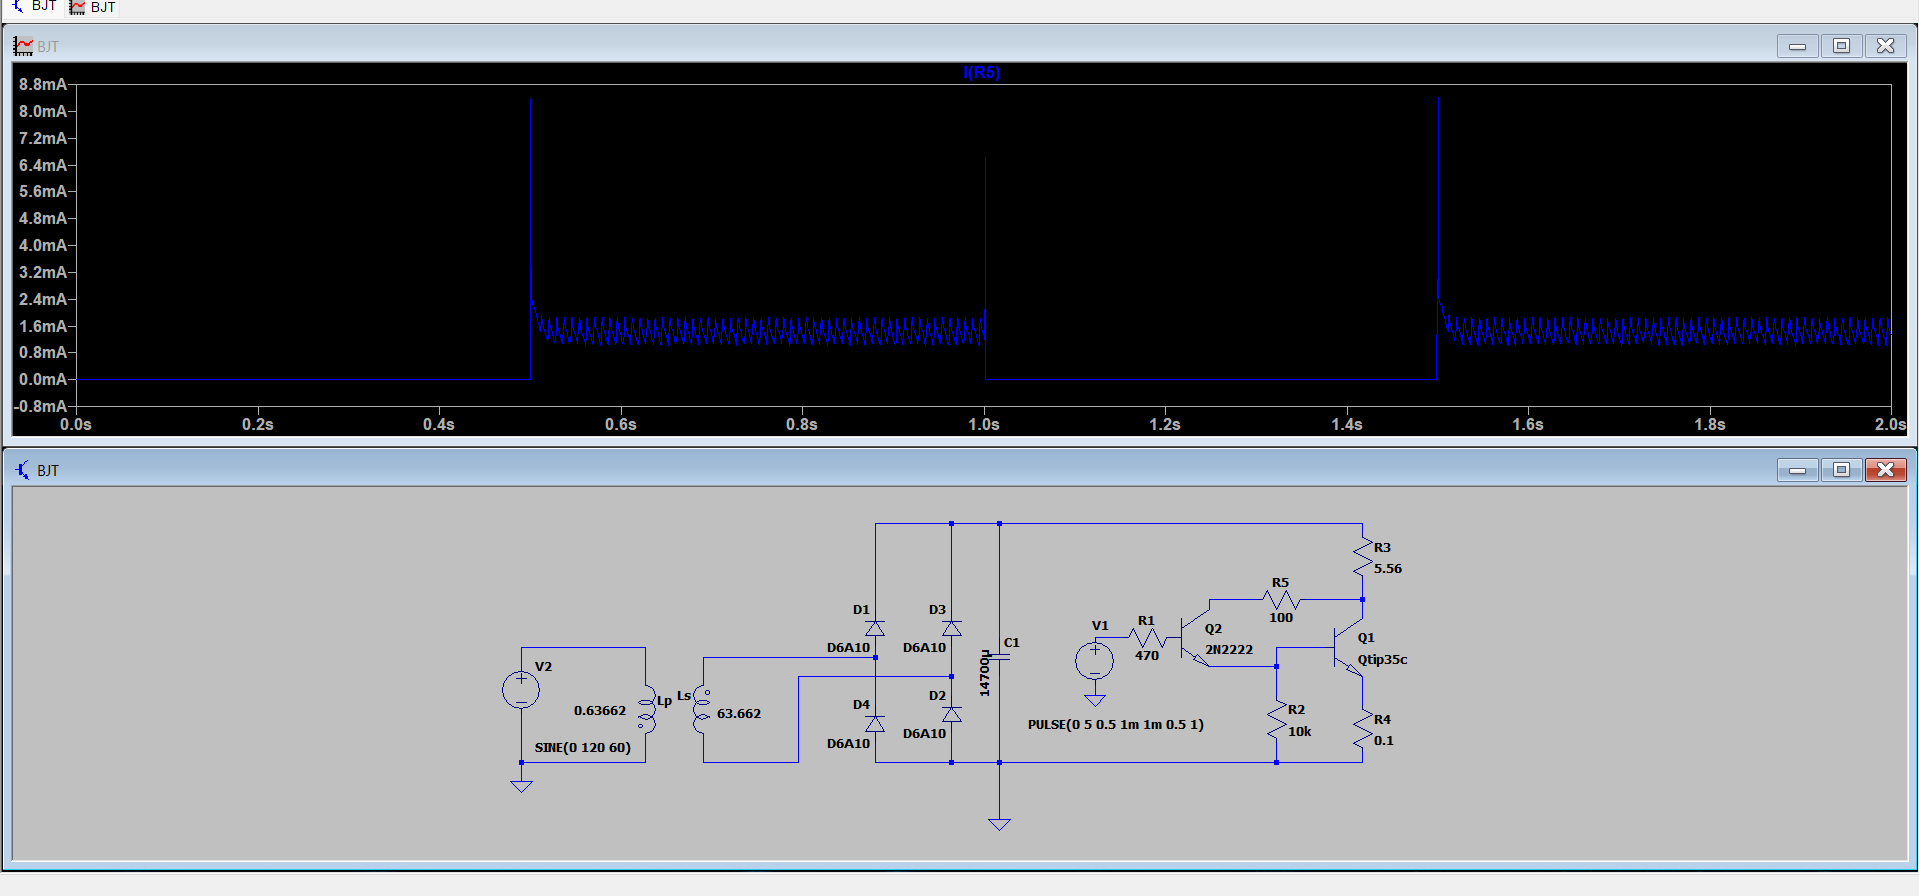 BJT BJT
BJT
I(R5)
8.8mA
8.0mA
7.2mA
6.4mA
5.6mA
4.8mA
4.0mA
3.2mA
2.4mA
1.6mA
0.8mA
0.0mA
-0.8mA
0.0s 0.2s 0.4s 0.6s 0.8s 1.0s 1.2s 1.4s 1.6s 1.8s 2.0s
BJT
V2
SINE(0 120 60)
0.63662
Lp
Ls
63.662
D1
D6A10
D3
D6A10
D4
D6A10
D2
D6A10
C1
14700µ
V1
PULSE(0 5 0.5 1m 1m 0.5 1)
R1
470
Q2
2N2222
R5
100
R3
5.56
Q1
Qtip35c
R2
10k
R4
0.1